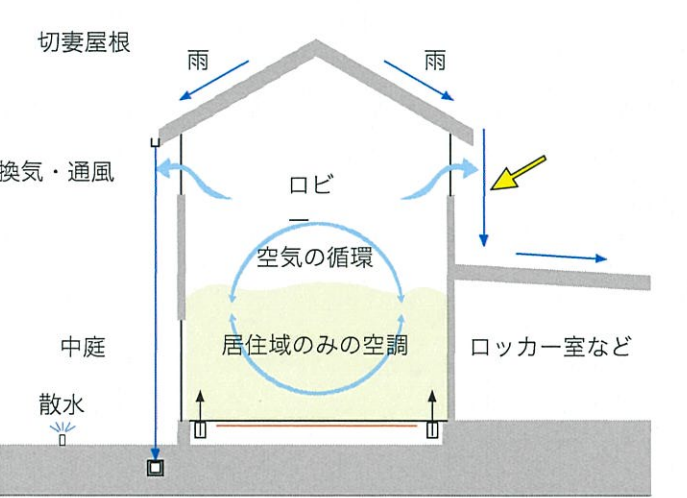 切妻屋根
雨
雨
換気・通風
ロビ
ー
空気の循環
居住域のみの空調
中庭
ロッカー室など
散水